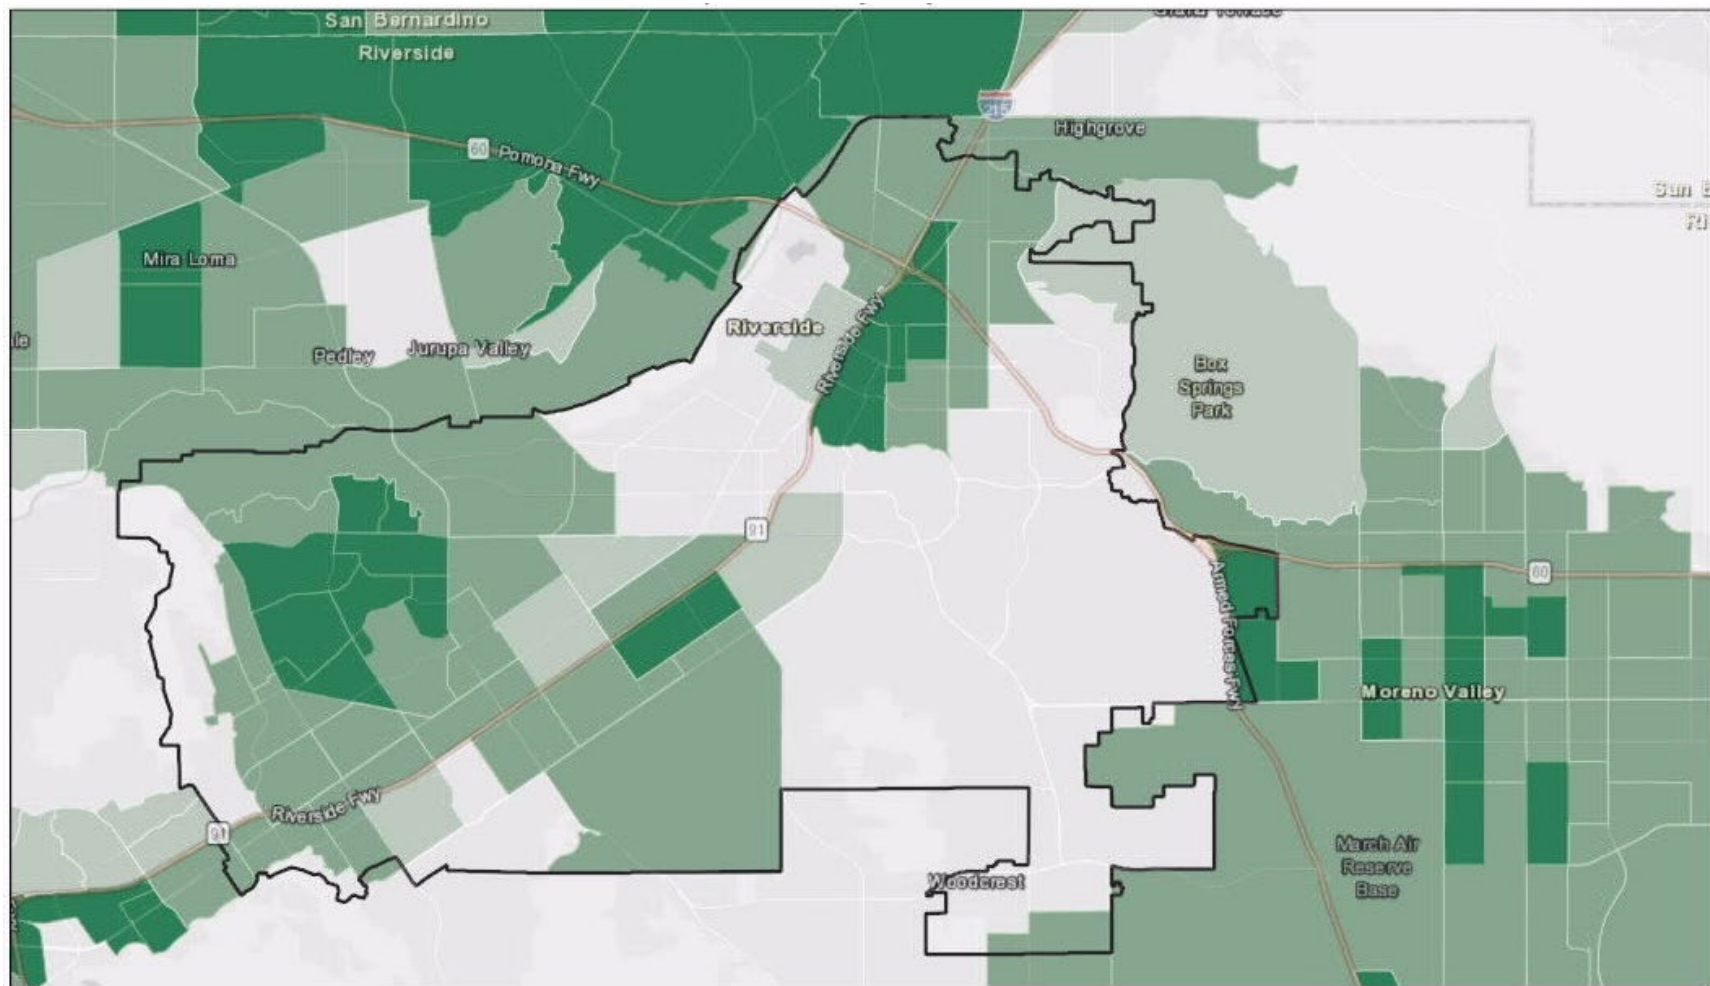 San Bernardino
Riverside
215
Highgrove
60
Pomona Fwy
Mira Loma
Riverside
Riverside Fwy
Pedley
Jurupa Valley
Box
Springs
Park
91
60
Armed Forces Fwy
Moreno Valley
Riverside Fwy
91
March Air
Reserve
Base
Woodcrest